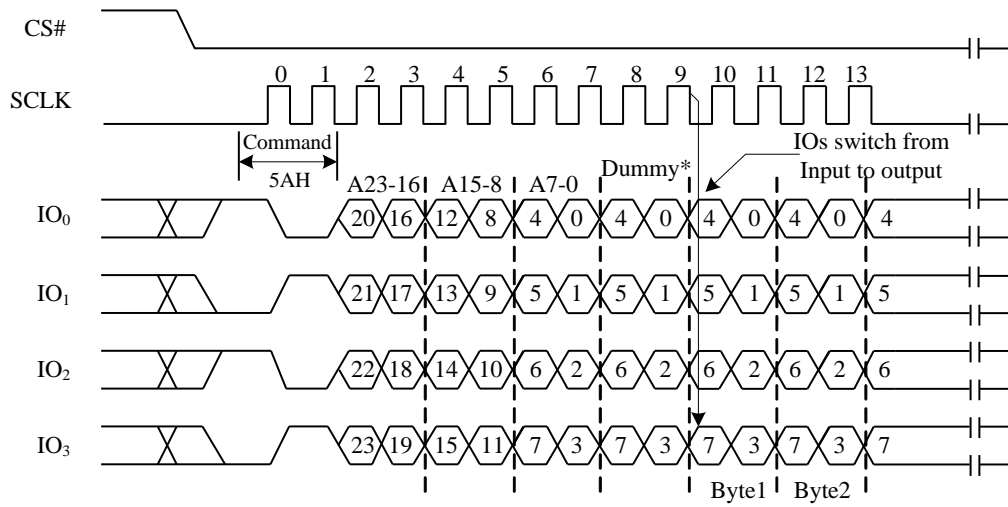 CS#
0 1 2 3 4 5 6 7 8 9 10 11 12 13
SCLK
Command
5AH
IOs switch from
Input to output
Dummy*
A23-16 A15-8 A7-0
IO0 20 16 12 8 4 0 4 0 4 0 4 0 4
IO1 21 17 13 9 5 1 5 1 5 1 5 1 5
IO2 22 18 14 10 6 2 6 2 6 2 6 2 6
IO3 23 19 15 11 7 3 7 3 7 3 7 3 7
Byte1 Byte2